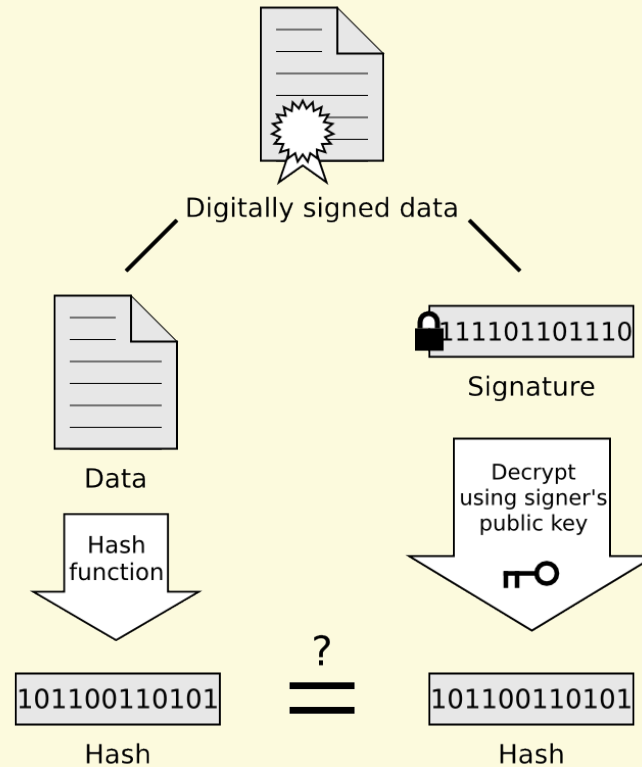 Digitally signed data
111101101110
Signature
Data
Decrypt
using signer's
public key
Hash
function
?
=
101100110101
101100110101
Hash
Hash